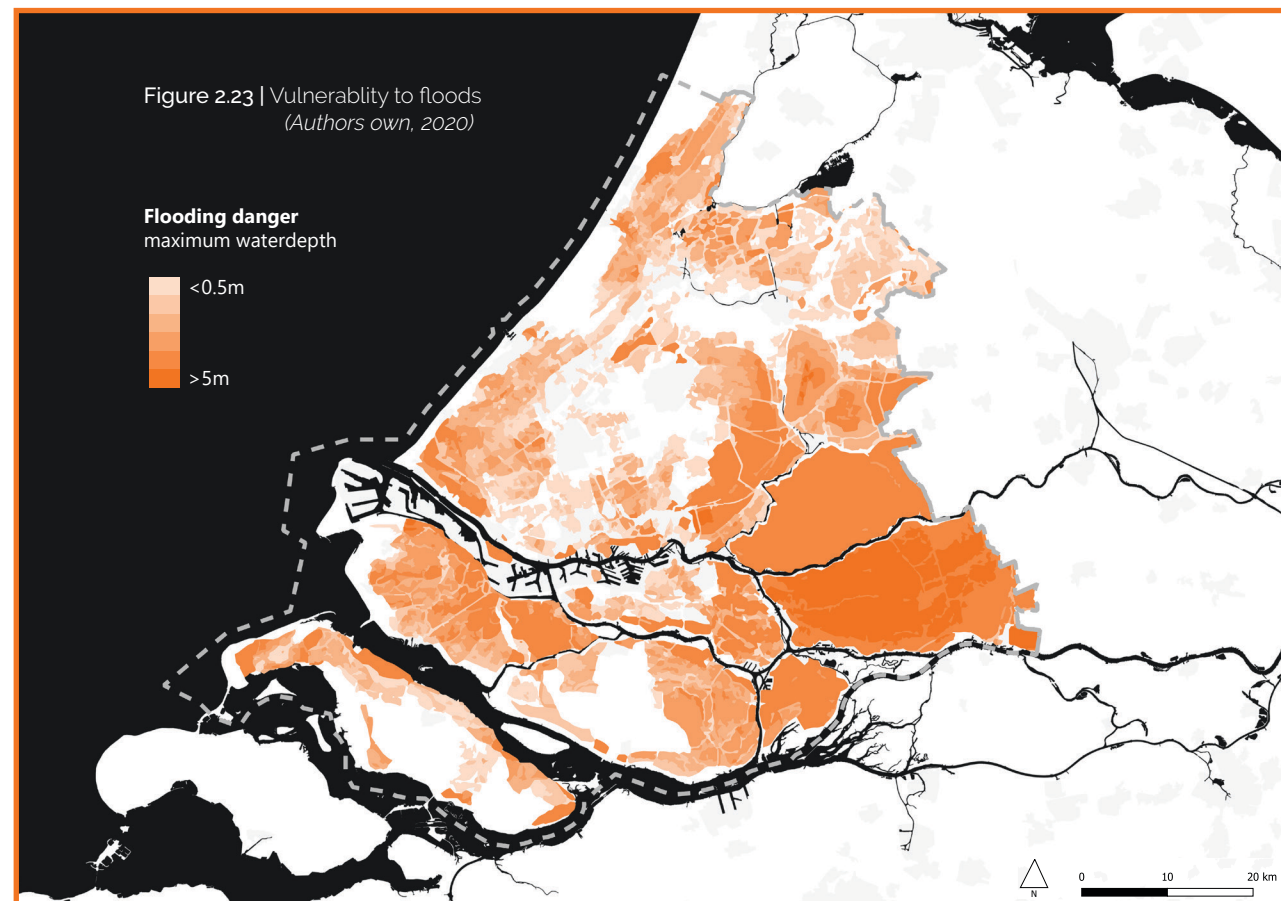 Figure 2.23 | Vulnerablity to floods
(Authors own, 2020)
Flooding danger
maximum waterdepth
<0.5m
>5m
N
0 10 20 km